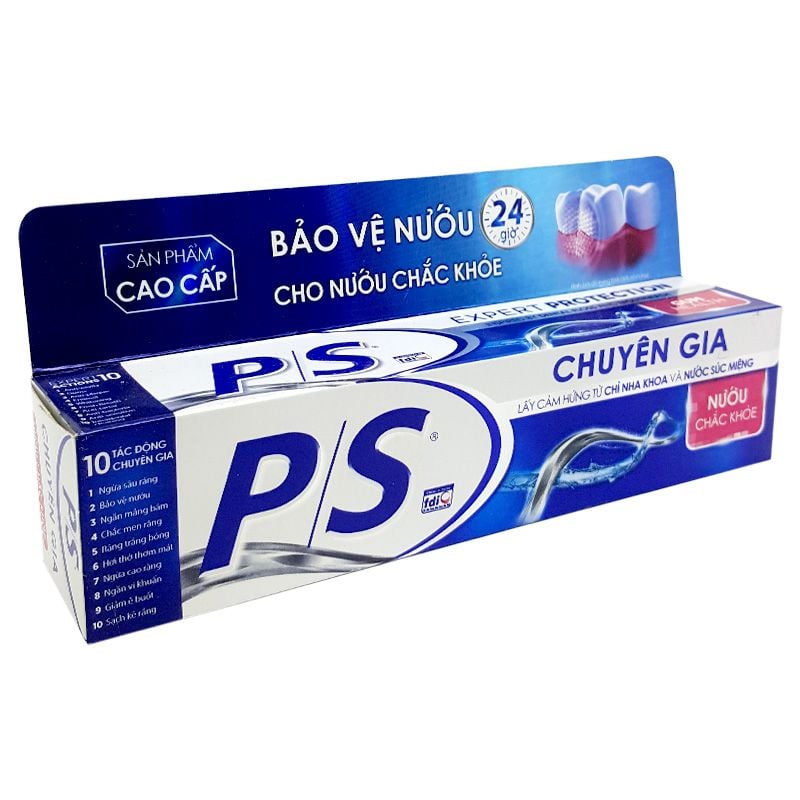 SẢN PHẨM
CAO CẤP
BẢO VỆ NƯỚU 24 giờ
CHO NƯỚU CHẮC KHỎE
EXPERT PROTECTION
GUM
HEALTH
P/S
10
CHUYÊN GIA
LẤY CẢM HỨNG TỪ CHỈ NHA KHOA VÀ NƯỚC SÚC MIỆNG
NƯỚU
CHẮC KHỎE
P/S®
fdi
10 TÁC ĐỘNG
CHUYÊN GIA
1 Ngừa sâu răng
2 Bảo vệ nướu
3 Ngăn mảng bám
4 Chắc men răng
5 Răng trắng bóng
6 Hơi thở thơm mát
7 Ngừa cao răng
8 Ngăn vi khuẩn
9 Giảm ê buốt
10 Sạch kẽ răng
P/S
CHUYÊN GIA